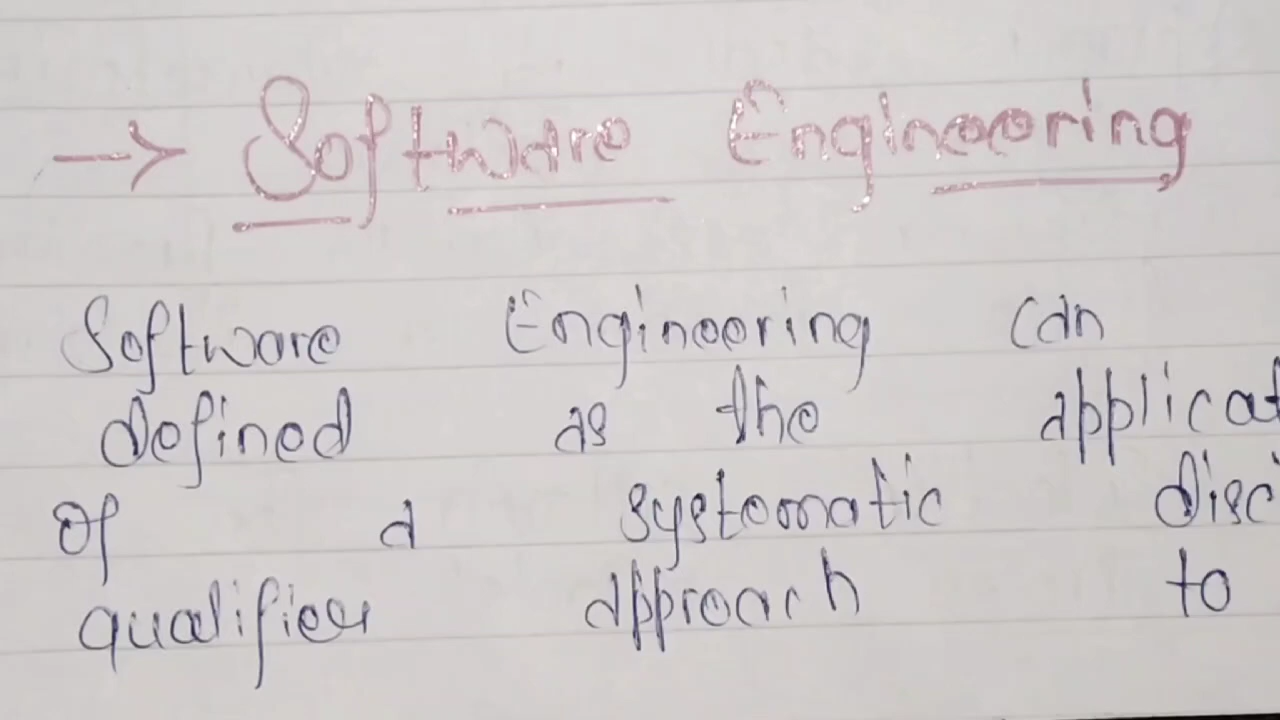 → Software Engineering
Software Engineering can
defined as the applicat
of a systematic disc
qualifier approach to